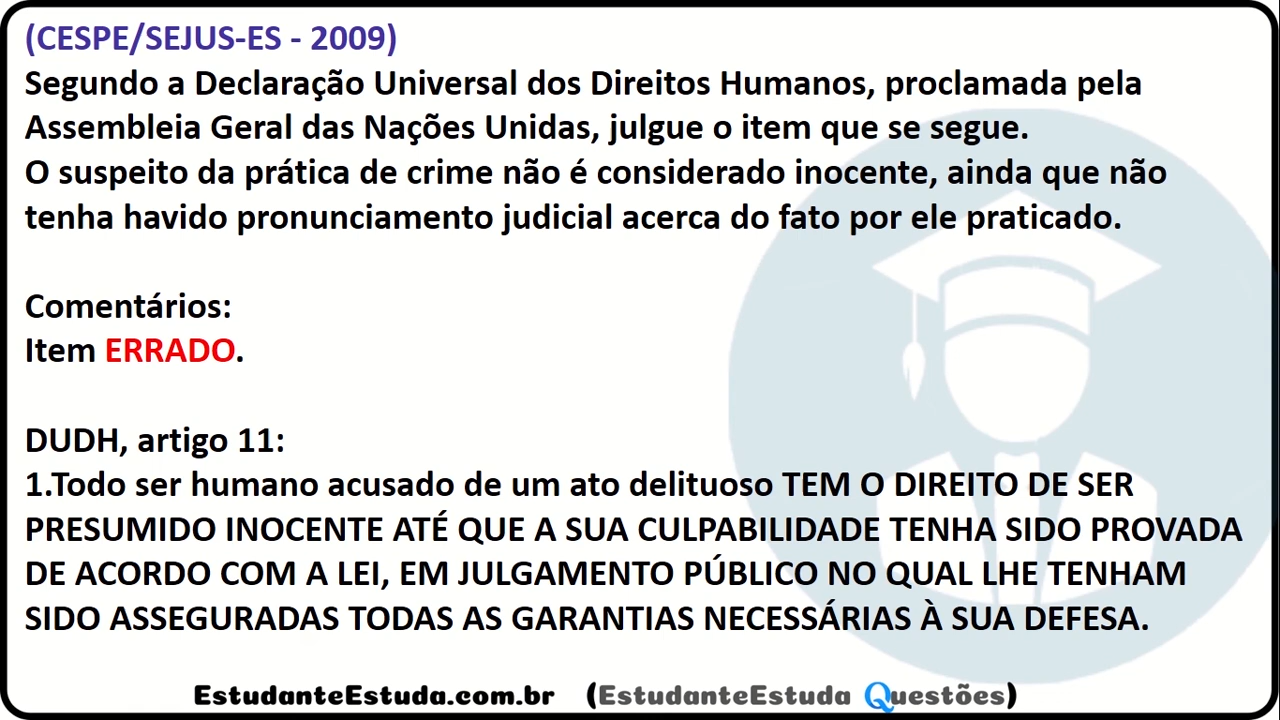 (CESPE/SEJUS-ES - 2009)
Segundo a Declaração Universal dos Direitos Humanos, proclamada pela
Assembleia Geral das Nações Unidas, julgue o item que se segue.
O suspeito da prática de crime não é considerado inocente, ainda que não
tenha havido pronunciamento judicial acerca do fato por ele praticado.
Comentários:
Item ERRADO.
DUDH, artigo 11:
1.Todo ser humano acusado de um ato delituoso TEM O DIREITO DE SER
PRESUMIDO INOCENTE ATÉ QUE A SUA CULPABILIDADE TENHA SIDO PROVADA
DE ACORDO COM A LEI, EM JULGAMENTO PÚBLICO NO QUAL LHE TENHAM
SIDO ASSEGURADAS TODAS AS GARANTIAS NECESSÁRIAS À SUA DEFESA.
EstudanteEstuda.com.br (EstudanteEstuda Questões)